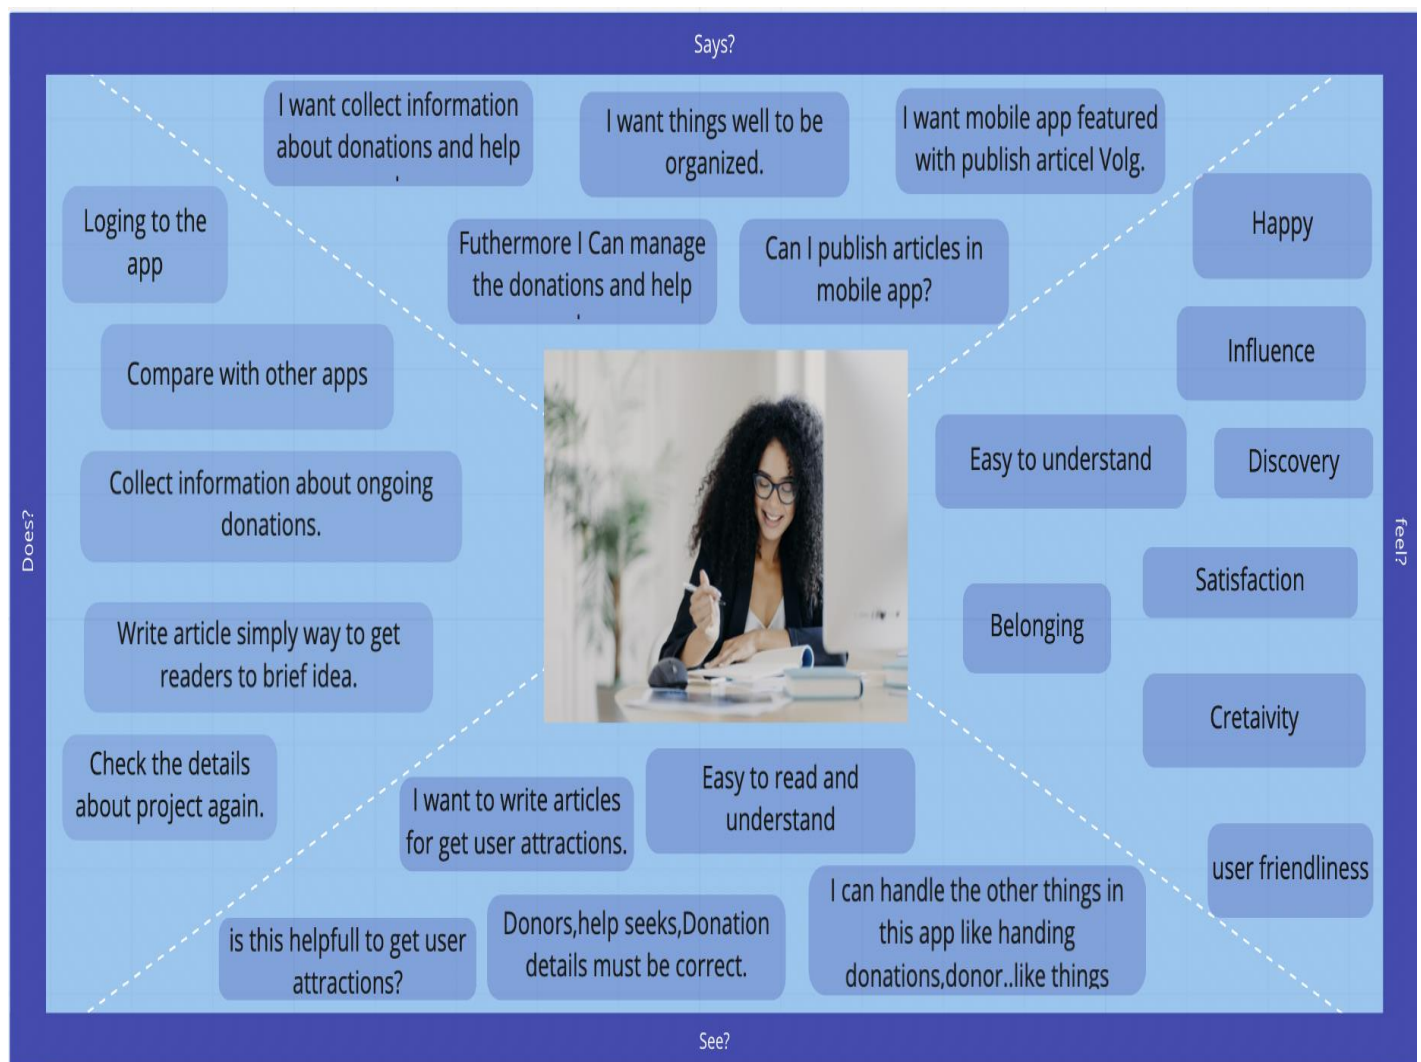 Says?
I want collect information
about donations and help
.
I want things well to be
organized.
I want mobile app featured
with publish articel Volg.
Futhermore I Can manage
the donations and help
.
Can I publish articles in
mobile app?
Does?
Loging to the
app
Compare with other apps
Collect information about ongoing
donations.
Write article simply way to get
readers to brief idea.
Check the details
about project again.
feel?
Happy
Influence
Easy to understand
Discovery
Satisfaction
Belonging
Cretaivity
user friendliness
I want to write articles
for get user attractions.
Easy to read and
understand
is this helpfull to get user
attractions?
Donors,help seeks,Donation
details must be correct.
I can handle the other things in
this app like handing
donations,donor..like things
See?